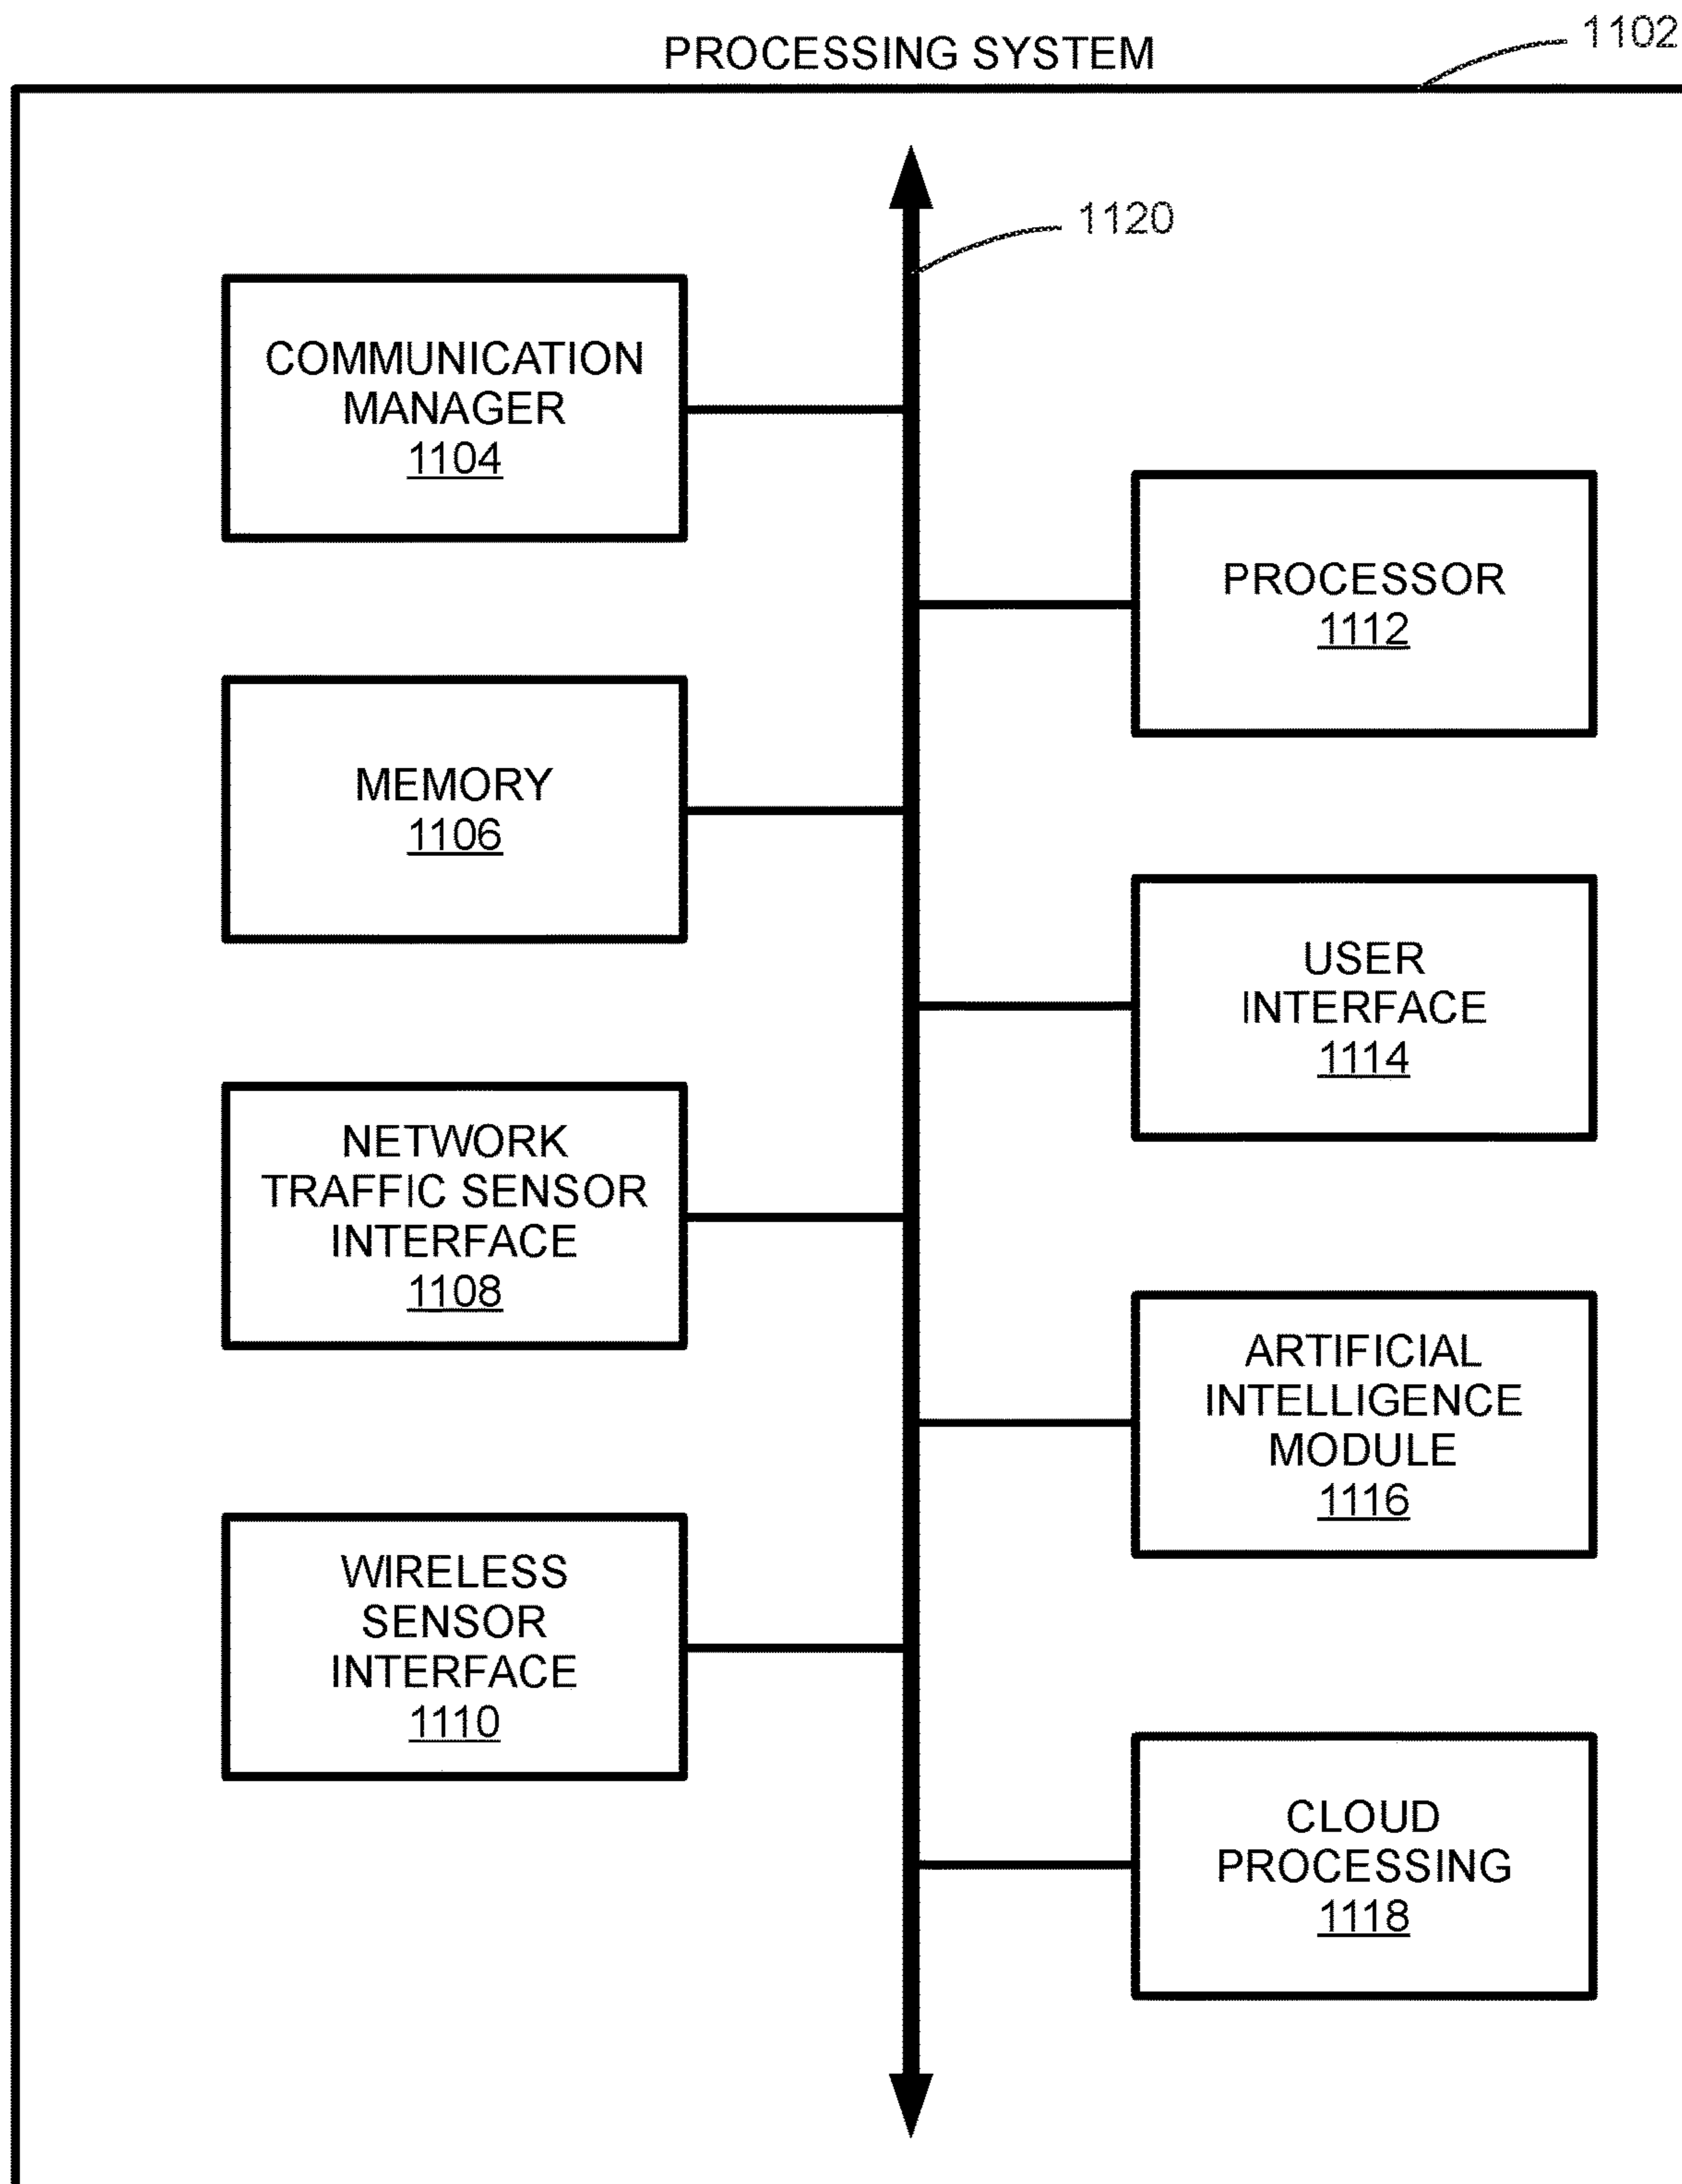 PROCESSING SYSTEM
1102
1120
COMMUNICATION
MANAGER
1104
PROCESSOR
1112
MEMORY
1106
USER
INTERFACE
1114
NETWORK
TRAFFIC SENSOR
INTERFACE
1108
ARTIFICIAL
INTELLIGENCE
MODULE
1116
WIRELESS
SENSOR
INTERFACE
1110
CLOUD
PROCESSING
1118